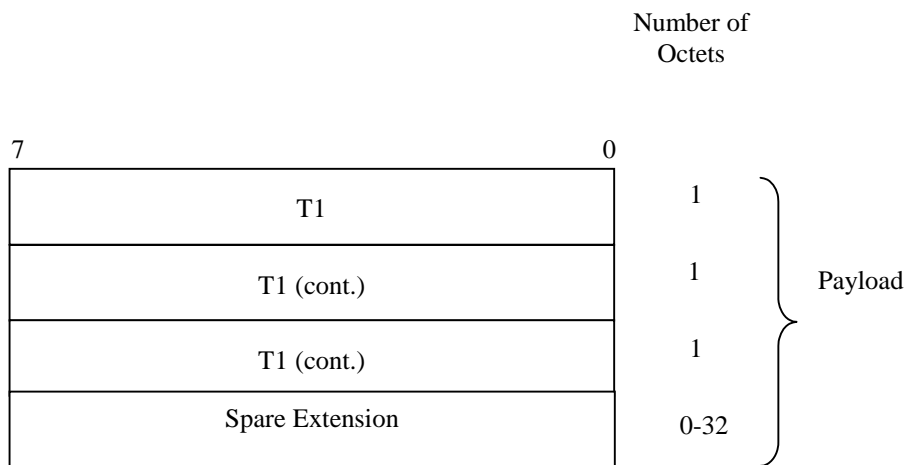 Number of
Octets
7 0
T1 1
T1 (cont.) 1
Payload
T1 (cont.) 1
Spare Extension 0-32